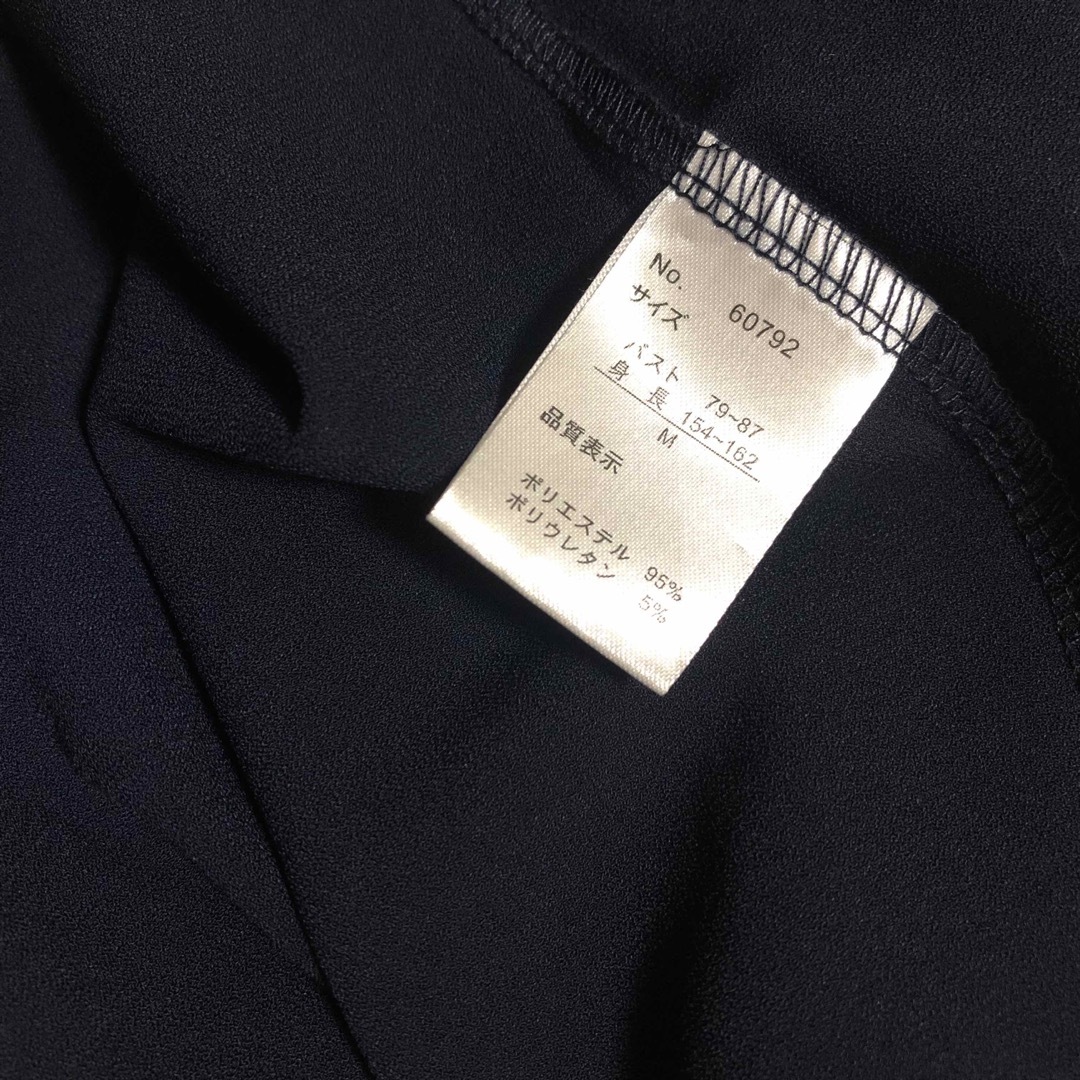 No. 60792
サイズ
バスト 79~87
身長 154~162
M
品質表示
ポリエステル 95%
ポリウレタン 5%